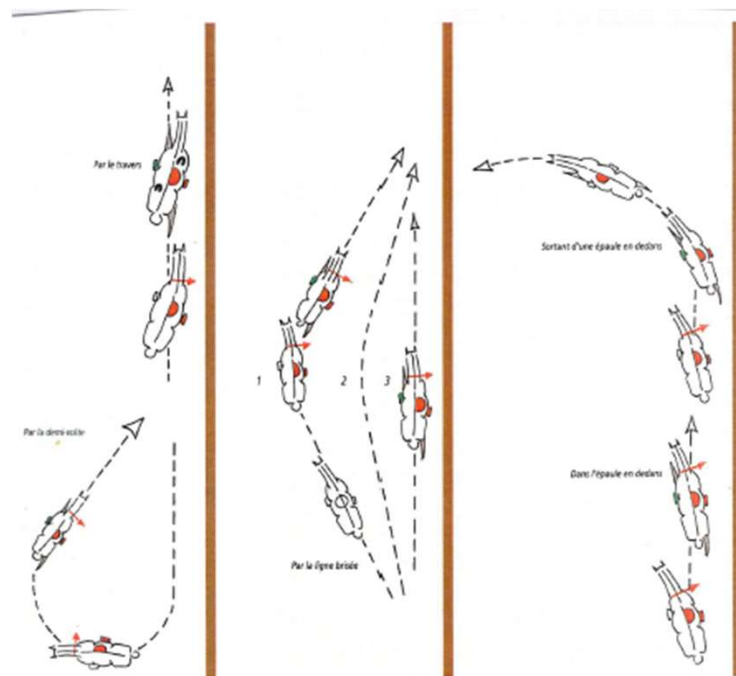 Par le travers
Par la demi-volte
1
2
3
Par la ligne brisée
Sortant d'une épaule en dedans
Dans l'épaule en dedans